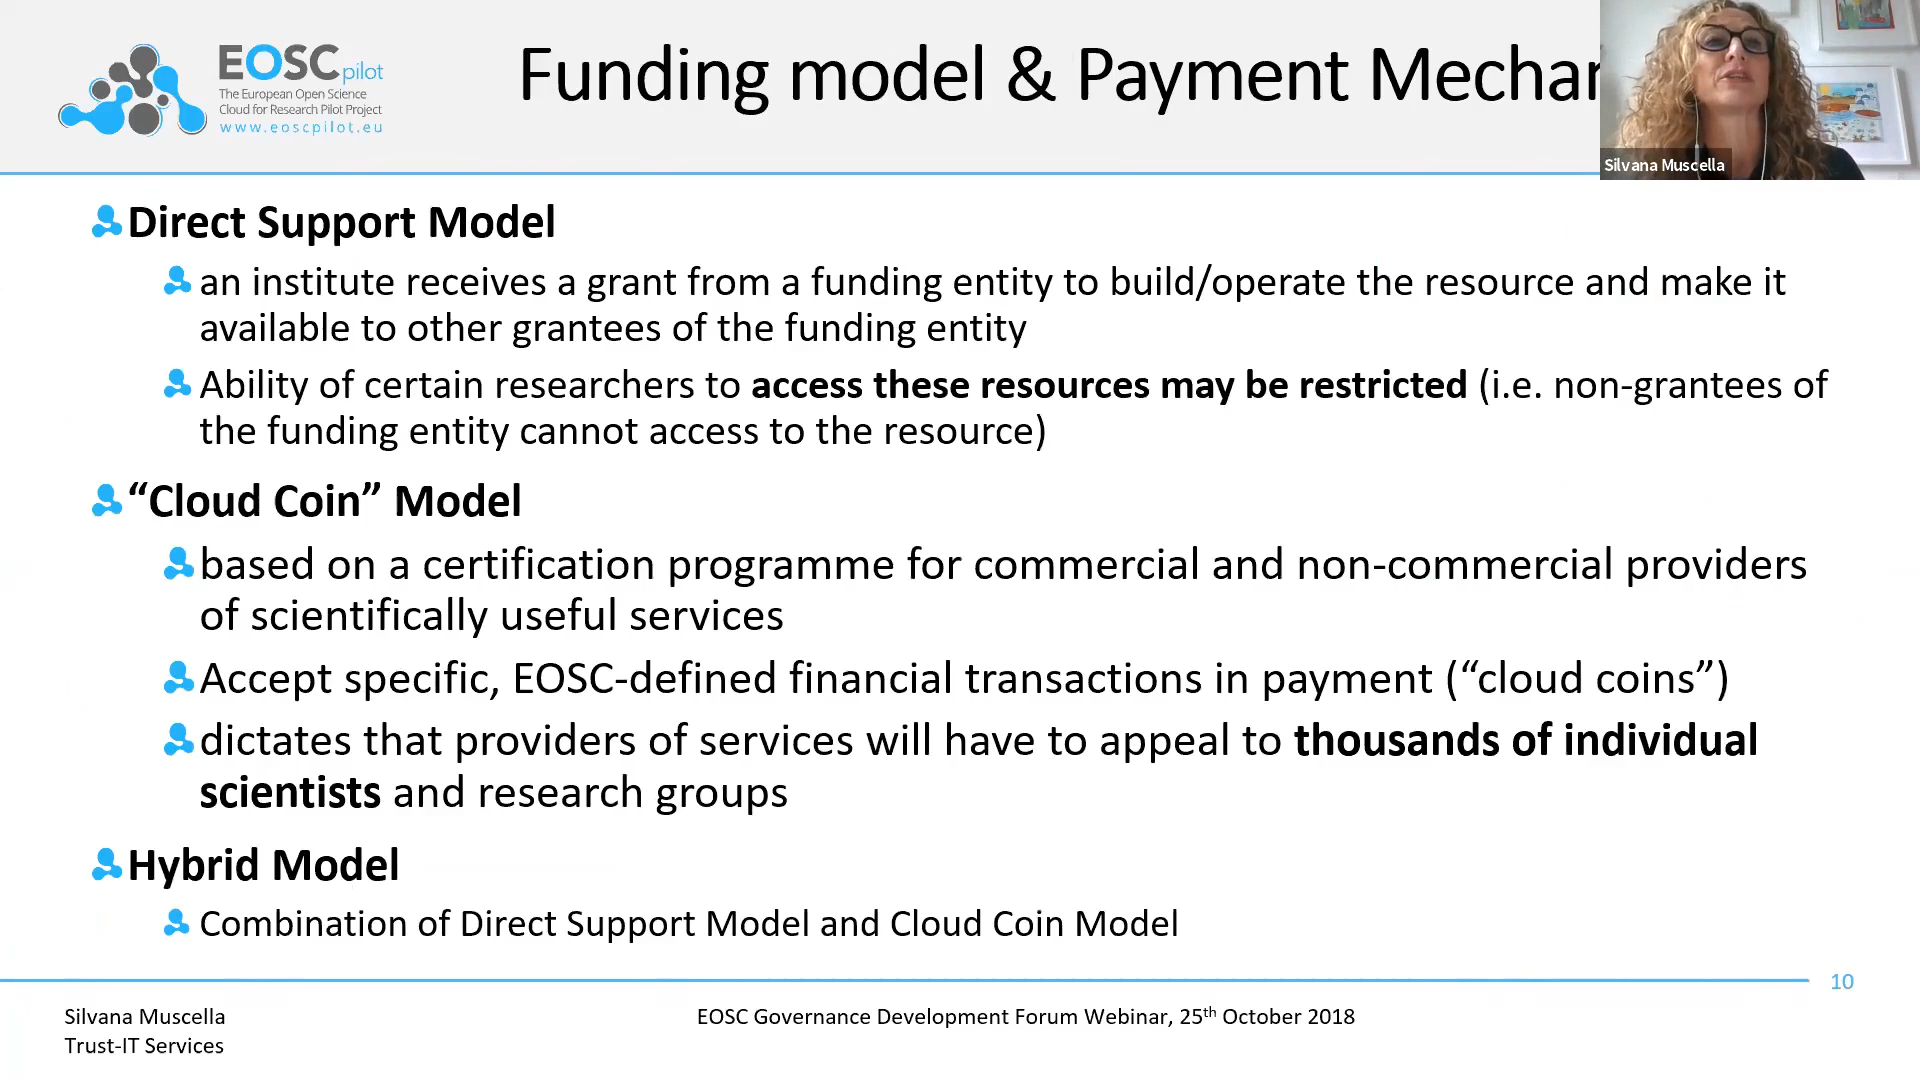 EOSCpilot
The European Open Science
Cloud for Research Pilot Project
www.eoscpilot.eu
Funding model & Payment Mechan
Silvana Muscella
Direct Support Model
an institute receives a grant from a funding entity to build/operate the resource and make it
available to other grantees of the funding entity
Ability of certain researchers to access these resources may be restricted (i.e. non-grantees of
the funding entity cannot access to the resource)
“Cloud Coin” Model
based on a certification programme for commercial and non-commercial providers
of scientifically useful services
Accept specific, EOSC-defined financial transactions in payment (“cloud coins”)
dictates that providers of services will have to appeal to thousands of individual
scientists and research groups
Hybrid Model
Combination of Direct Support Model and Cloud Coin Model
10
Silvana Muscella
Trust-IT Services
EOSC Governance Development Forum Webinar, 25th October 2018